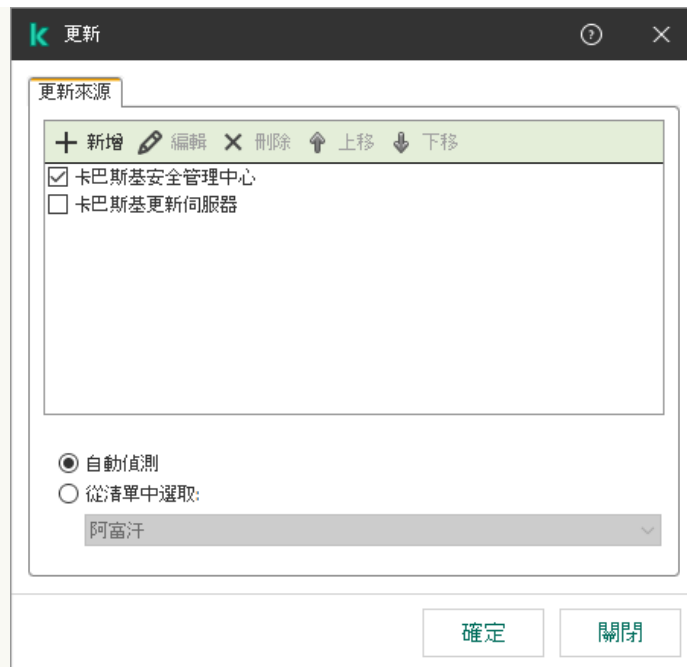 更新
更新來源
新增 編輯 刪除 上移 下移
卡巴斯基安全管理中心
卡巴斯基更新伺服器
自動偵測
從清單中選取:
阿富汗
確定 關閉